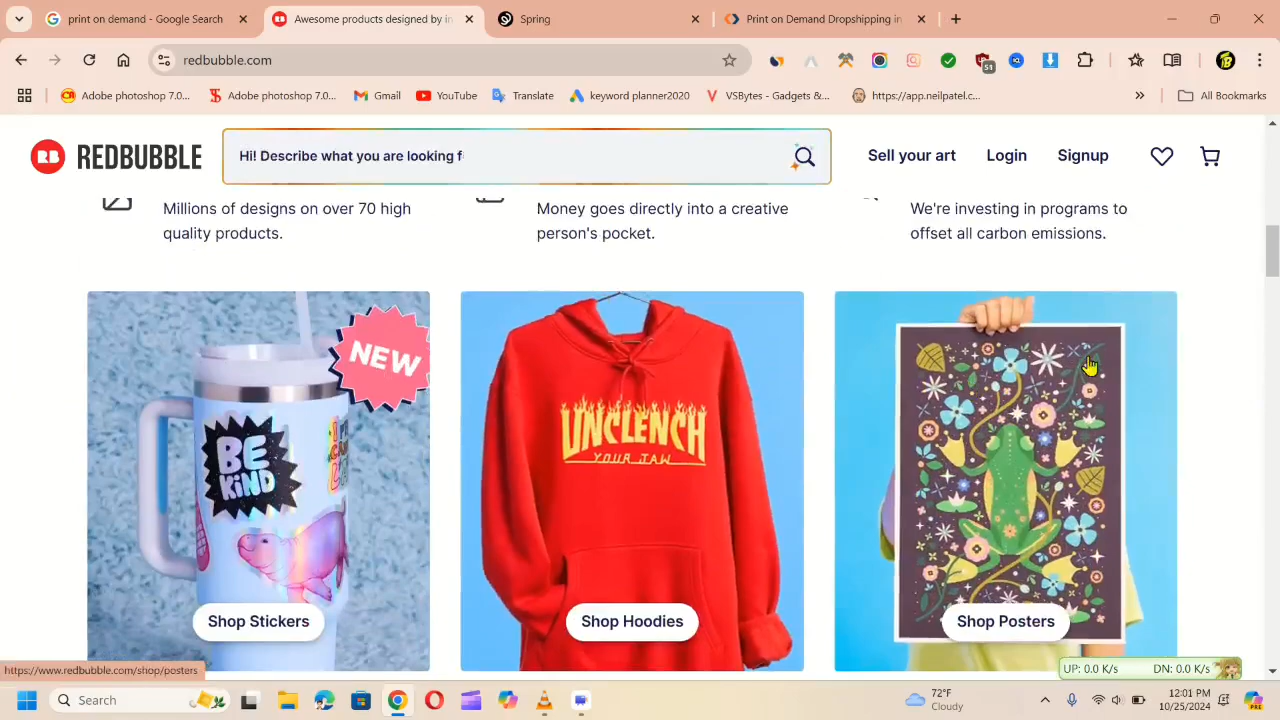 print on demand - Google Search
Awesome products designed by in
Spring
Print on Demand Dropshipping in
redbubble.com
51
Adobe photoshop 7.0...
Adobe photoshop 7.0...
Gmail
YouTube
Translate
keyword planner2020
VSBytes - Gadgets &...
https://app.neilpatel.c...
All Bookmarks
RB REDBUBBLE
Hi! Describe what you are looking f
Sell your art
Login
Signup
Millions of designs on over 70 high
quality products.
Money goes directly into a creative
person's pocket.
We're investing in programs to
offset all carbon emissions.
NEW
BE
KiND
UNCLENCH
YOUR JAW
Shop Stickers
Shop Hoodies
Shop Posters
https://www.redbubble.com/shop/posters
UP: 0.0 K/s
DN: 0.0 K/s
Search
72°F
Cloudy
12:01 PM
10/25/2024
PRE